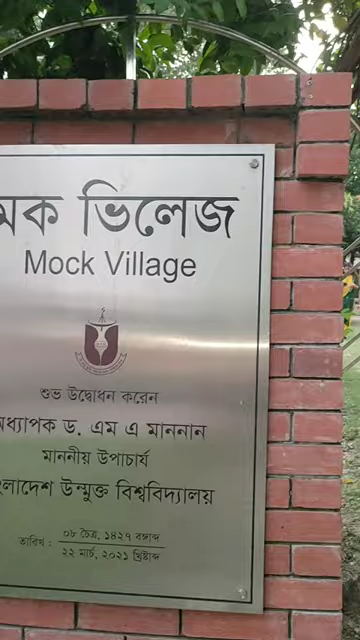 মক ভিলেজ
Mock Village
শুভ উদ্বোধন করেন
অধ্যাপক ড. এম এ মাননান
মাননীয় উপাচার্য
বাংলাদেশ উন্মুক্ত বিশ্ববিদ্যালয়
তারিখ : ০৮ চৈত্র, ১৪২৭ বঙ্গাব্দ
২২ মার্চ, ২০২১ খ্রিষ্টাব্দ